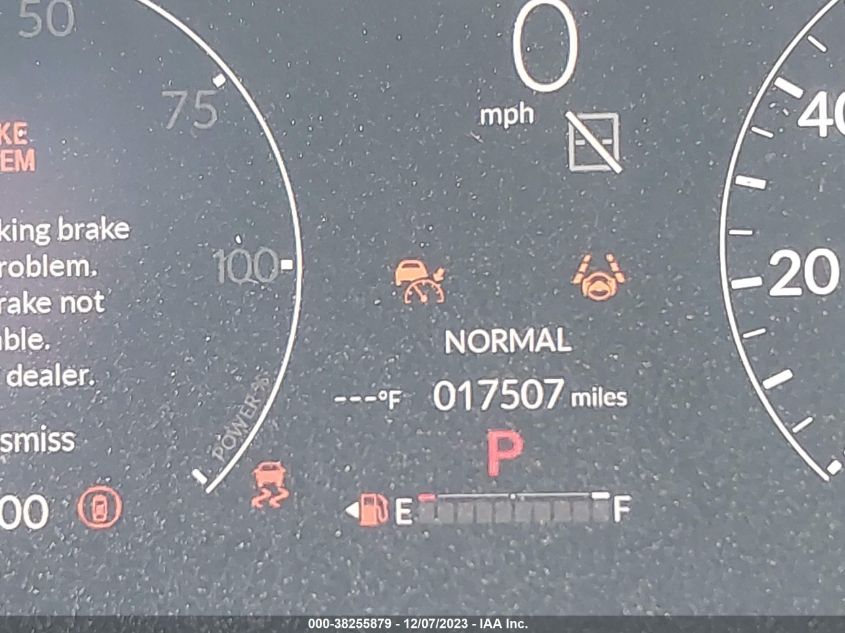 50
75
100
POWER %
KE
EM
king brake
roblem.
rake not
ble.
dealer.
smiss
00
0
mph
NORMAL
---°F 017507 miles
P
E F
40
20
000-38255879 - 12/07/2023 - IAA Inc.